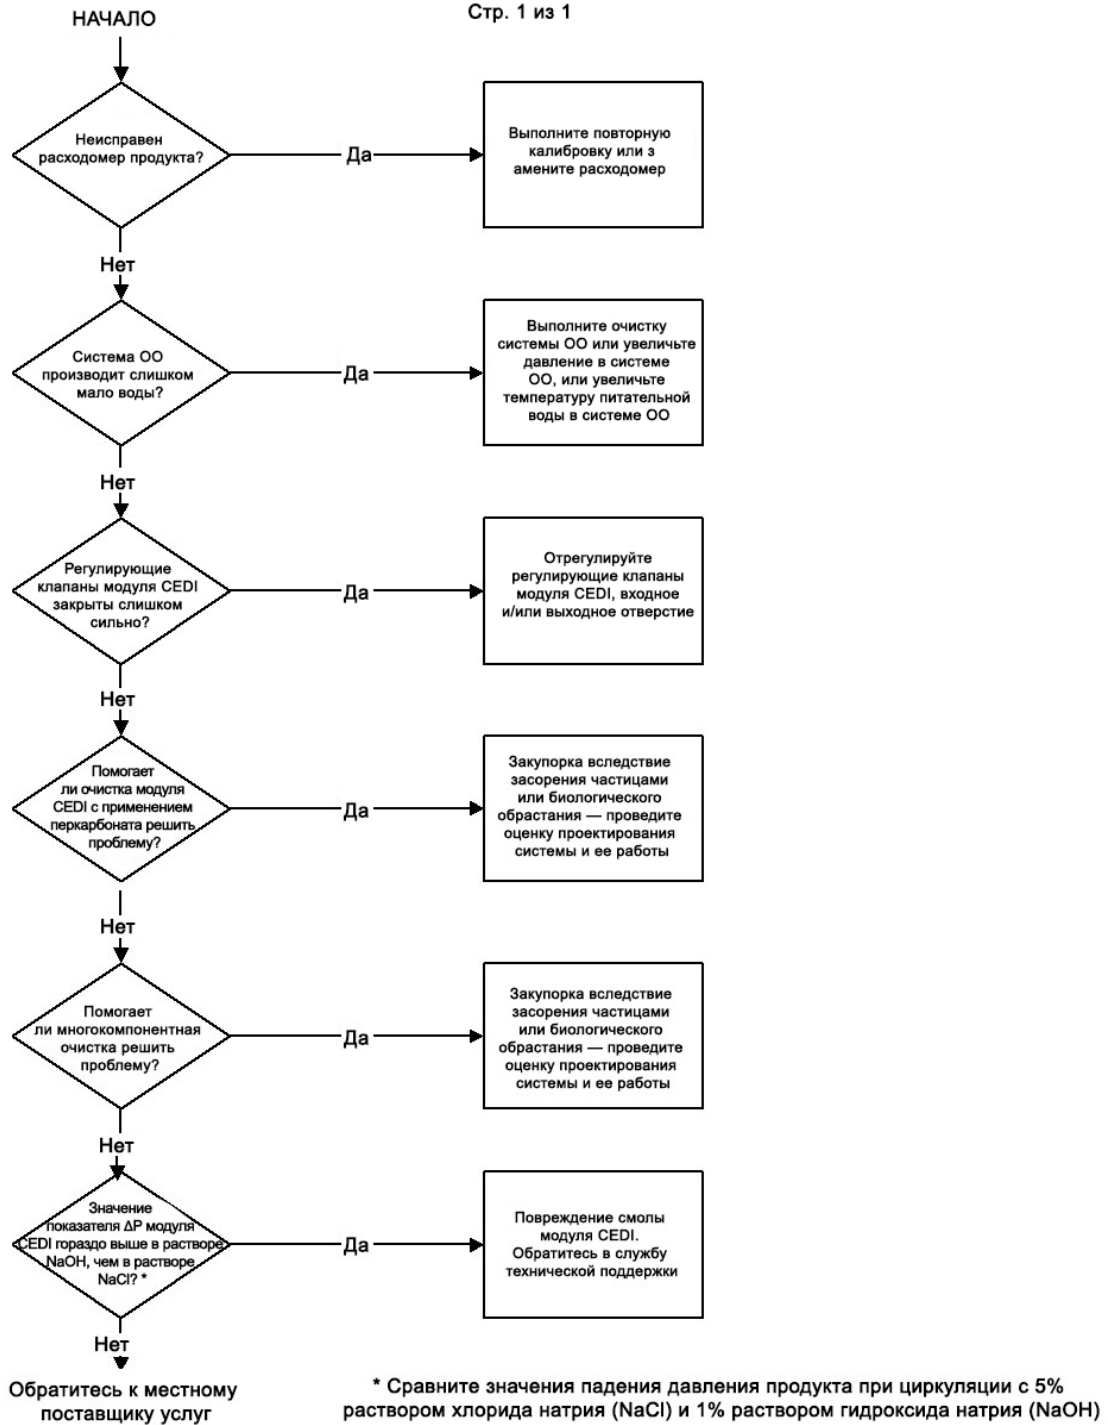 НАЧАЛО
Стр. 1 из 1
Неисправен
расходомер продукта?
Да
Выполните повторную
калибровку или з
амените расходомер
Нет
Система ОО
производит слишком
мало воды?
Да
Выполните очистку
системы ОО или увеличьте
давление в системе
ОО, или увеличьте
температуру питательной
воды в системе ОО
Нет
Регулирующие
клапаны модуля CEDI
закрыты слишком
сильно?
Да
Отрегулируйте
регулирующие клапаны
модуля CEDI, входное
и/или выходное отверстие
Нет
Помогает
ли очистка модуля
CEDI с применением
перкарбоната решить
проблему?
Да
Закупорка вследствие
засорения частицами
или биологического
обрастания — проведите
оценку проектирования
системы и ее работы
Нет
Помогает
ли многокомпонентная
очистка решить
проблему?
Да
Закупорка вследствие
засорения частицами
или биологического
обрастания — проведите
оценку проектирования
системы и ее работы
Нет
Значение
показателя ΔP модуля
CEDI гораздо выше в растворе
NaOH, чем в растворе
NaCl? *
Да
Повреждение смолы
модуля CEDI.
Обратитесь в службу
технической поддержки
Нет
Обратитесь к местному
поставщику услуг
* Сравните значения падения давления продукта при циркуляции с 5%
раствором хлорида натрия (NaCl) и 1% раствором гидроксида натрия (NaOH)